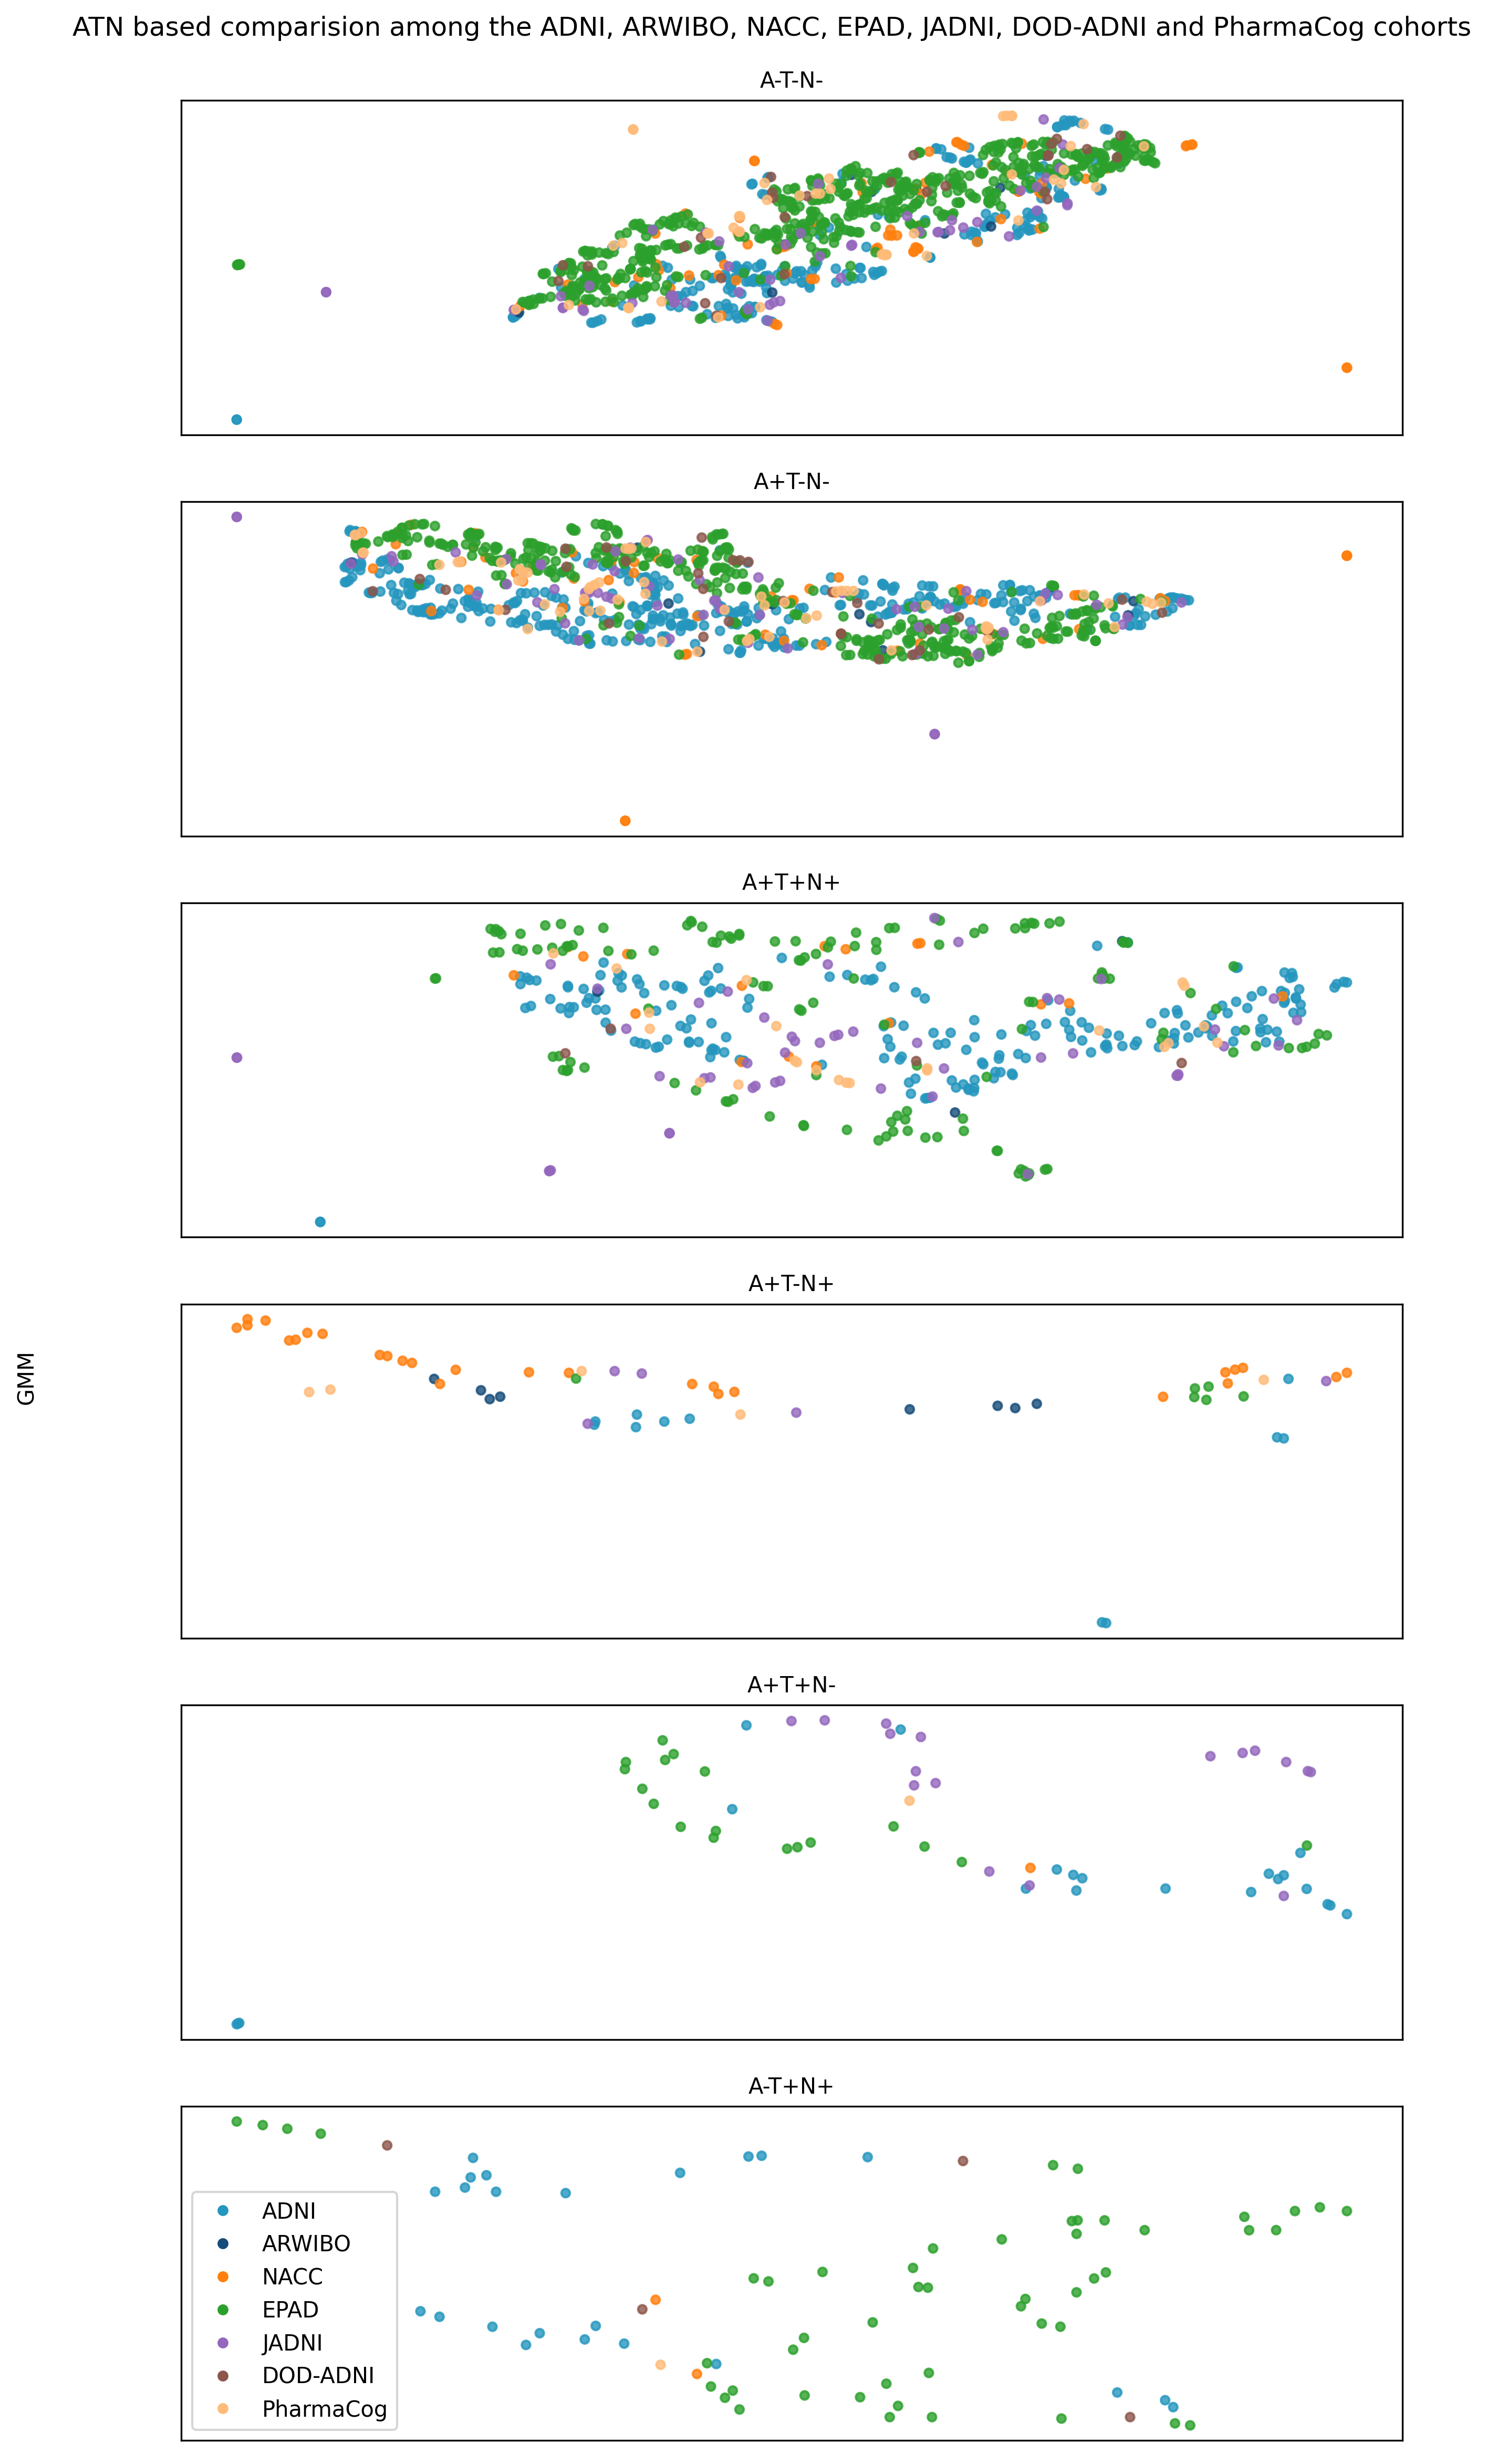 ATN based comparision among the ADNI, ARWIBO, NACC, EPAD, JADNI, DOD-ADNI and PharmaCog cohorts
A-T-N-
A+T-N-
A+T+N+
A+T-N+
GMM
A+T+N-
A-T+N+
ADNI
ARWIBO
NACC
EPAD
JADNI
DOD-ADNI
PharmaCog